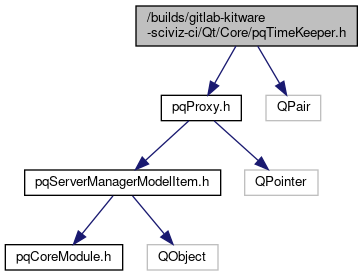 /builds/gitlab-kitware
-sciviz-ci/Qt/Core/pqTimeKeeper.h
pqProxy.h
QPair
pqServerManagerModelItem.h
QPointer
pqCoreModule.h
QObject